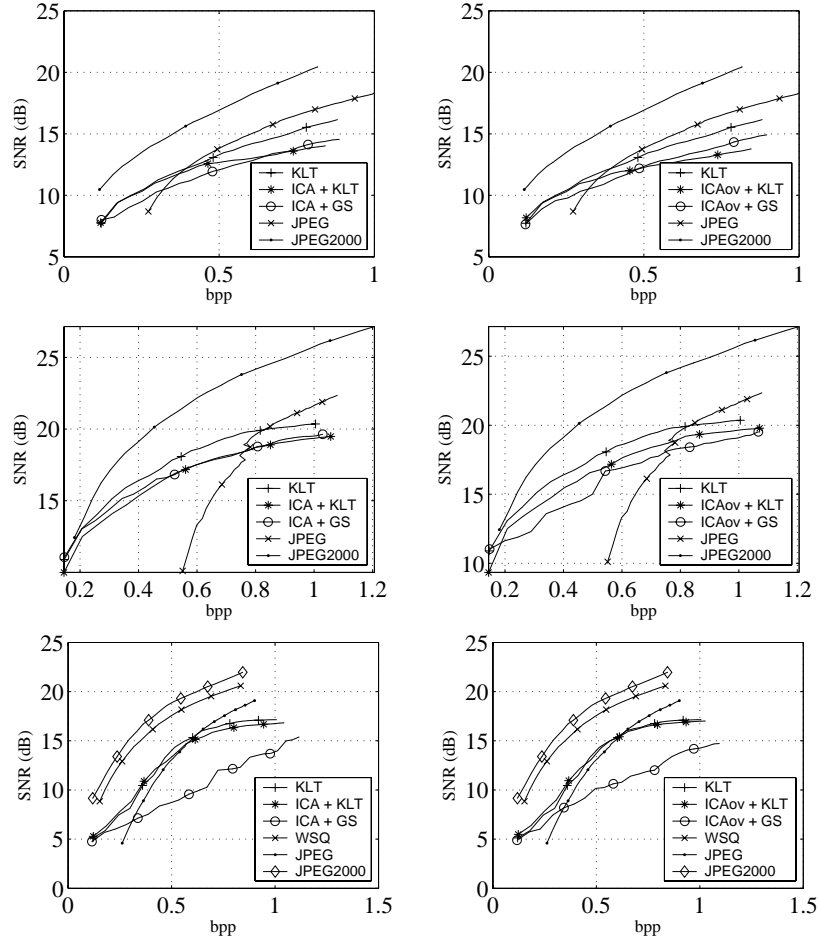 25
20
15
10
5
SNR (dB)
0
0.5
1
bpp
KLT
ICA + KLT
ICA + GS
JPEG
JPEG2000
25
20
15
10
5
SNR (dB)
0
0.5
1
bpp
KLT
ICAov + KLT
ICAov + GS
JPEG
JPEG2000
25
20
15
SNR (dB)
0.2
0.4
0.6
0.8
1
1.2
bpp
KLT
ICA + KLT
ICA + GS
JPEG
JPEG2000
25
20
15
10
SNR (dB)
0.2
0.4
0.6
0.8
1
1.2
bpp
KLT
ICAov + KLT
ICAov + GS
JPEG
JPEG2000
25
20
15
10
5
0
SNR (dB)
0
0.5
1
1.5
bpp
KLT
ICA + KLT
ICA + GS
WSQ
JPEG
JPEG2000
25
20
15
10
5
0
SNR (dB)
0
0.5
1
1.5
bpp
KLT
ICAov + KLT
ICAov + GS
WSQ
JPEG
JPEG2000